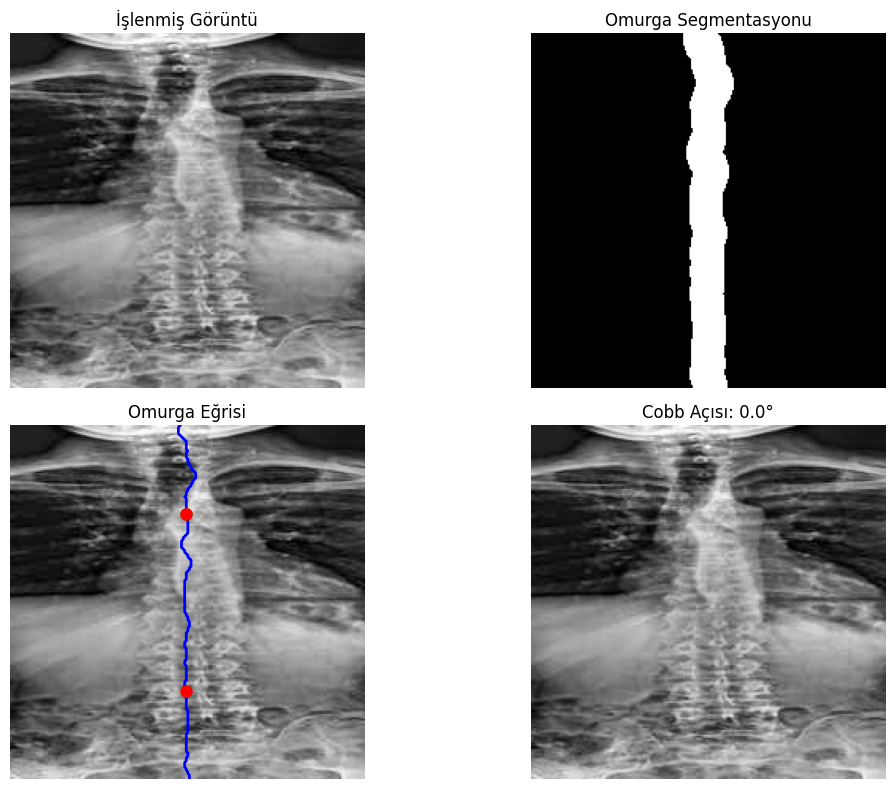 İşlenmiş Görüntü
Omurga Segmentasyonu
Omurga Eğrisi
Cobb Açısı: 0.0°